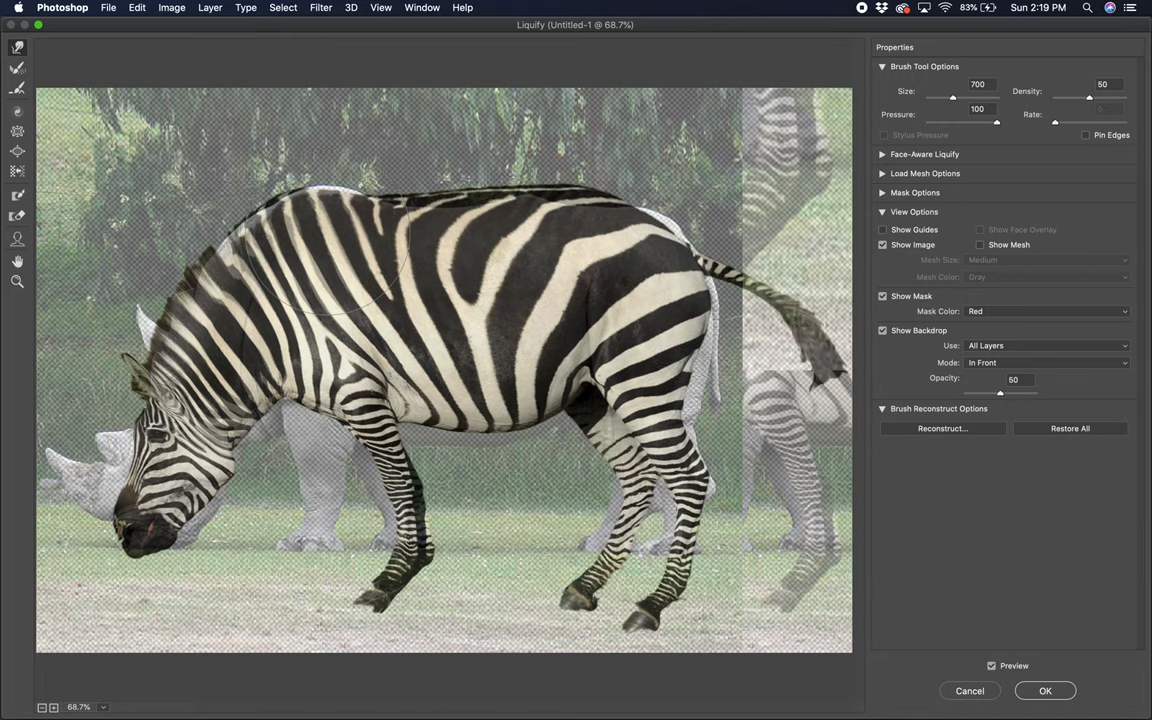 Photoshop File Edit Image Layer Type Select Filter 3D View Window Help 83% Sun 2:19 PM
Liquify (Untitled-1 @ 68.7%)
Properties
Brush Tool Options
Size: 700 Density: 50
Pressure: 100 Rate:
Stylus Pressure Pin Edges
Face-Aware Liquify
Load Mesh Options
Mask Options
View Options
Show Guides Show Face Overlay
Show Image Show Mesh
Mesh Size: Medium
Mesh Color: Gray
Show Mask
Mask Color: Red
Show Backdrop
Use: All Layers
Mode: In Front
Opacity: 50
Brush Reconstruct Options
Reconstruct... Restore All
Preview
Cancel OK
68.7%